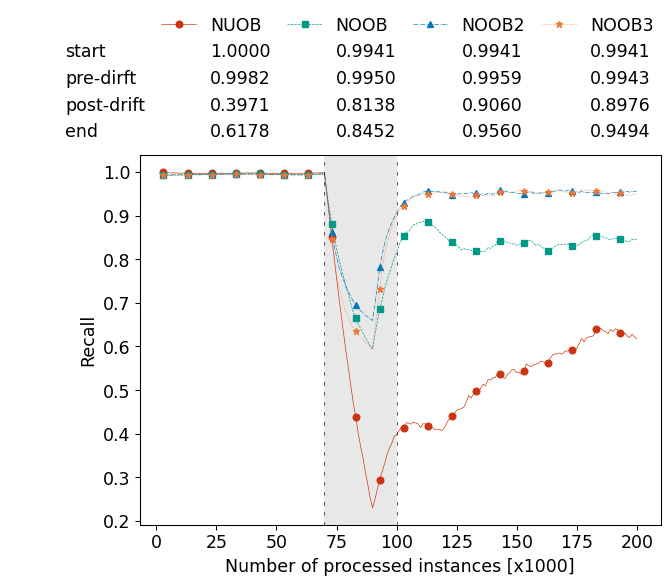 NUOB NOOB NOOB2 NOOB3
start 1.0000 0.9941 0.9941 0.9941
pre-dirft 0.9982 0.9950 0.9959 0.9943
post-drift 0.3971 0.8138 0.9060 0.8976
end 0.6178 0.8452 0.9560 0.9494
1.0
0.9
0.8
0.7
0.6
0.5
0.4
0.3
0.2
Recall
0 25 50 75 100 125 150 175 200
Number of processed instances [x1000]